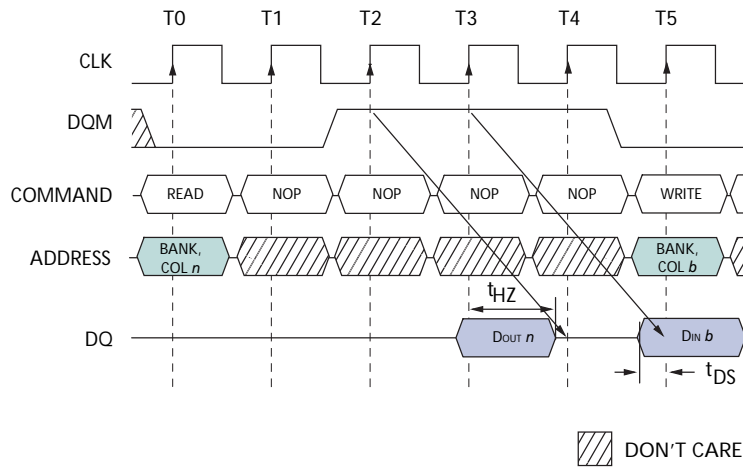 T0 T1 T2 T3 T4 T5
CLK
DQM
COMMAND READ NOP NOP NOP NOP WRITE
ADDRESS BANK, COL n BANK, COL b
tHZ
DQ DOUT n DIN b
tDS
DON'T CARE